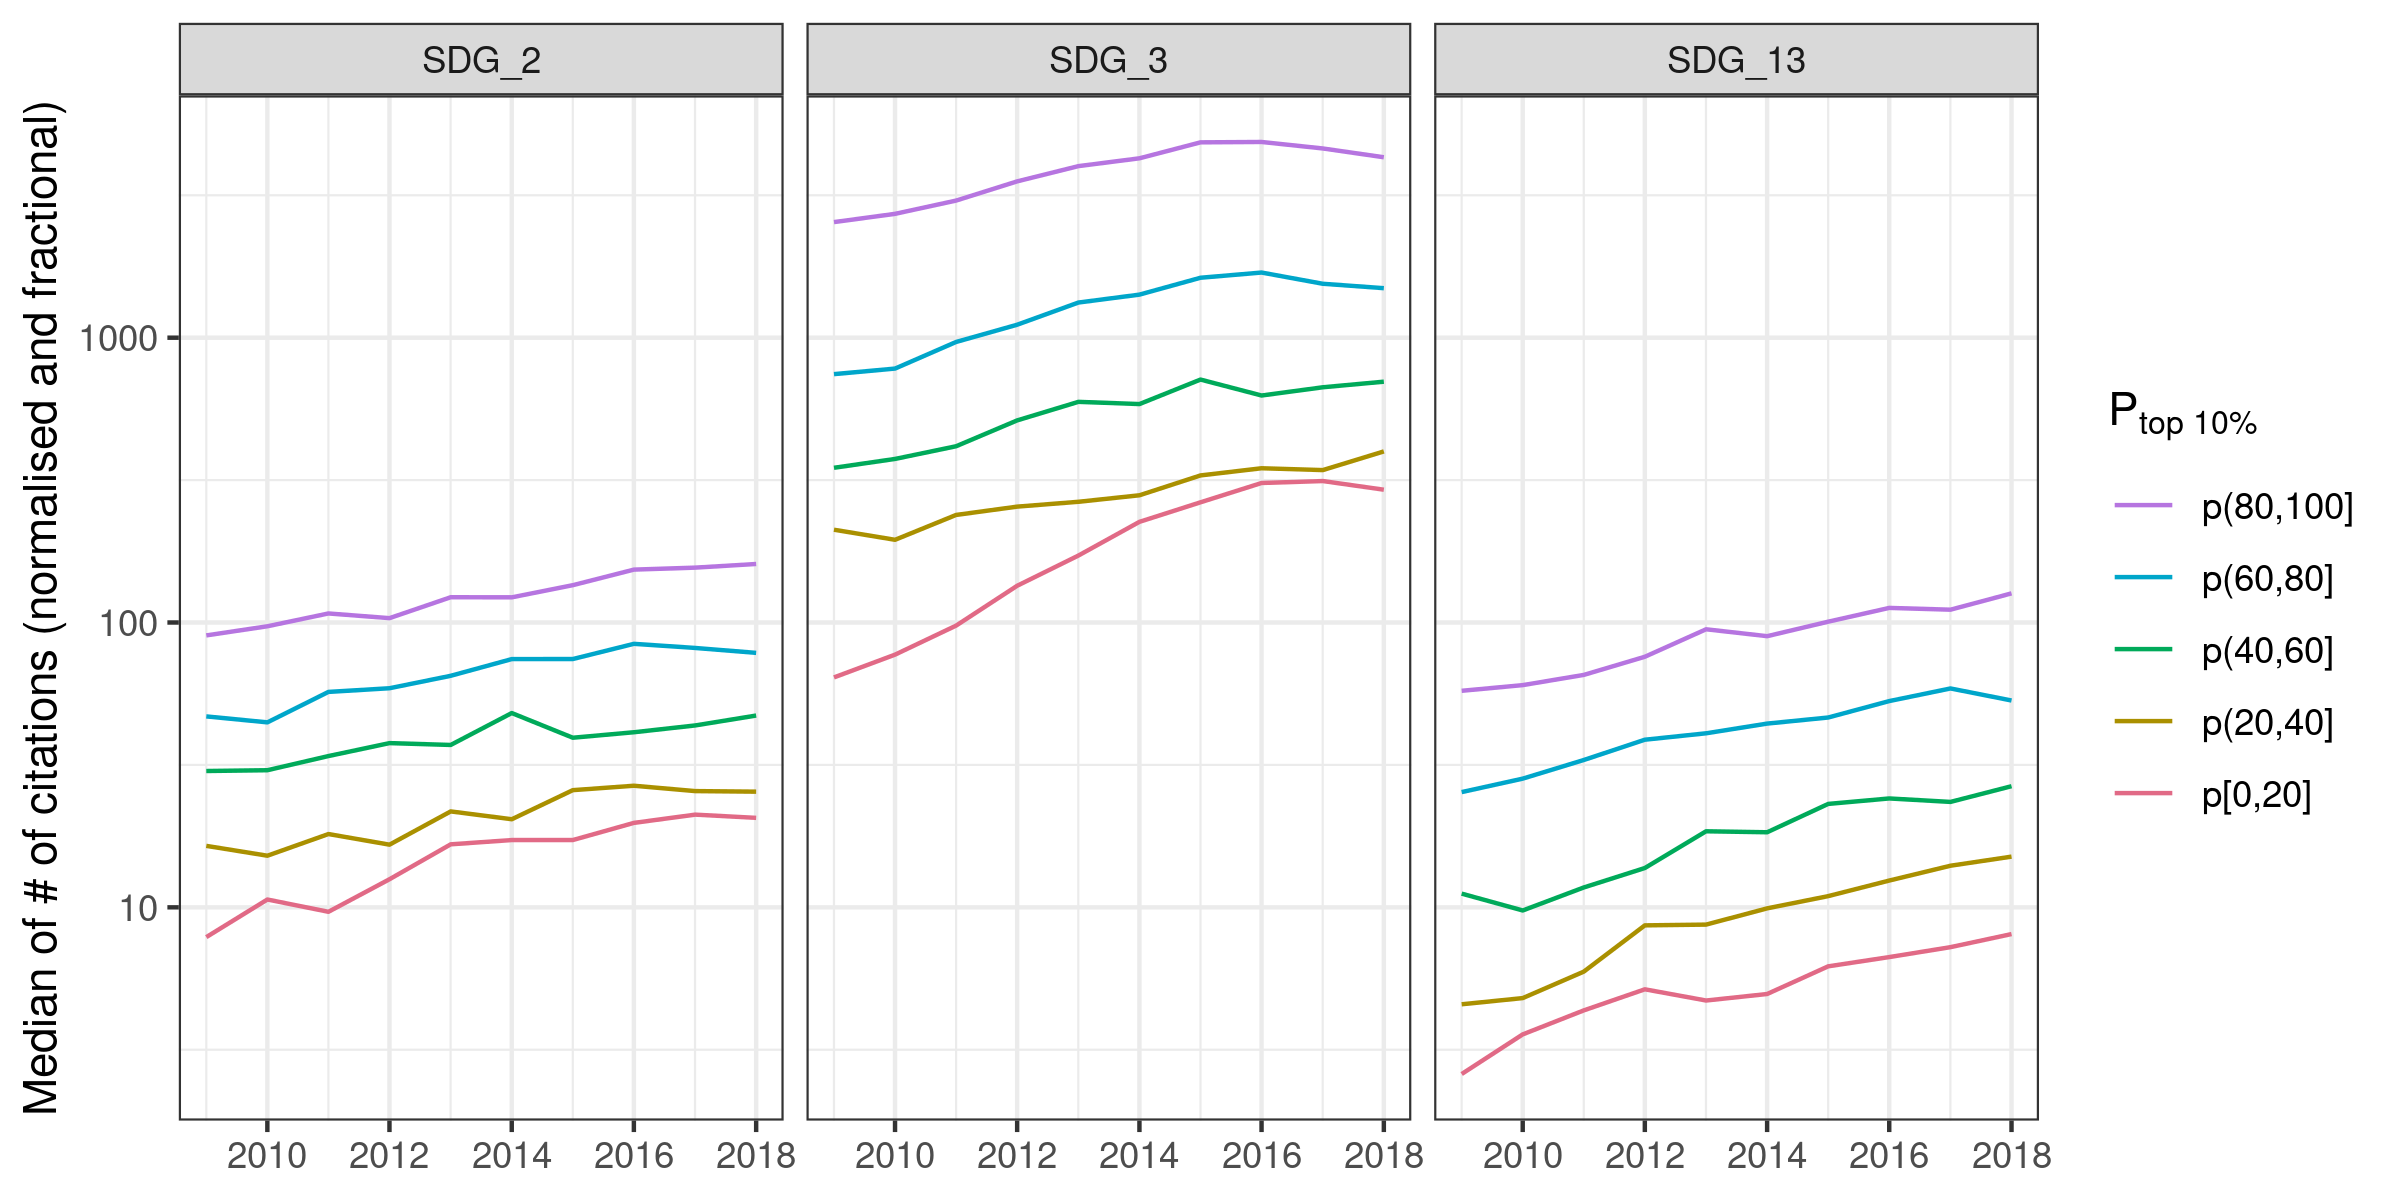 SDG_2
SDG_3
SDG_13
Median of # of citations (normalised and fractional)
1000
100
10
2010 2012 2014 2016 2018
2010 2012 2014 2016 2018
2010 2012 2014 2016 2018
P top 10%
p(80,100]
p(60,80]
p(40,60]
p(20,40]
p[0,20]